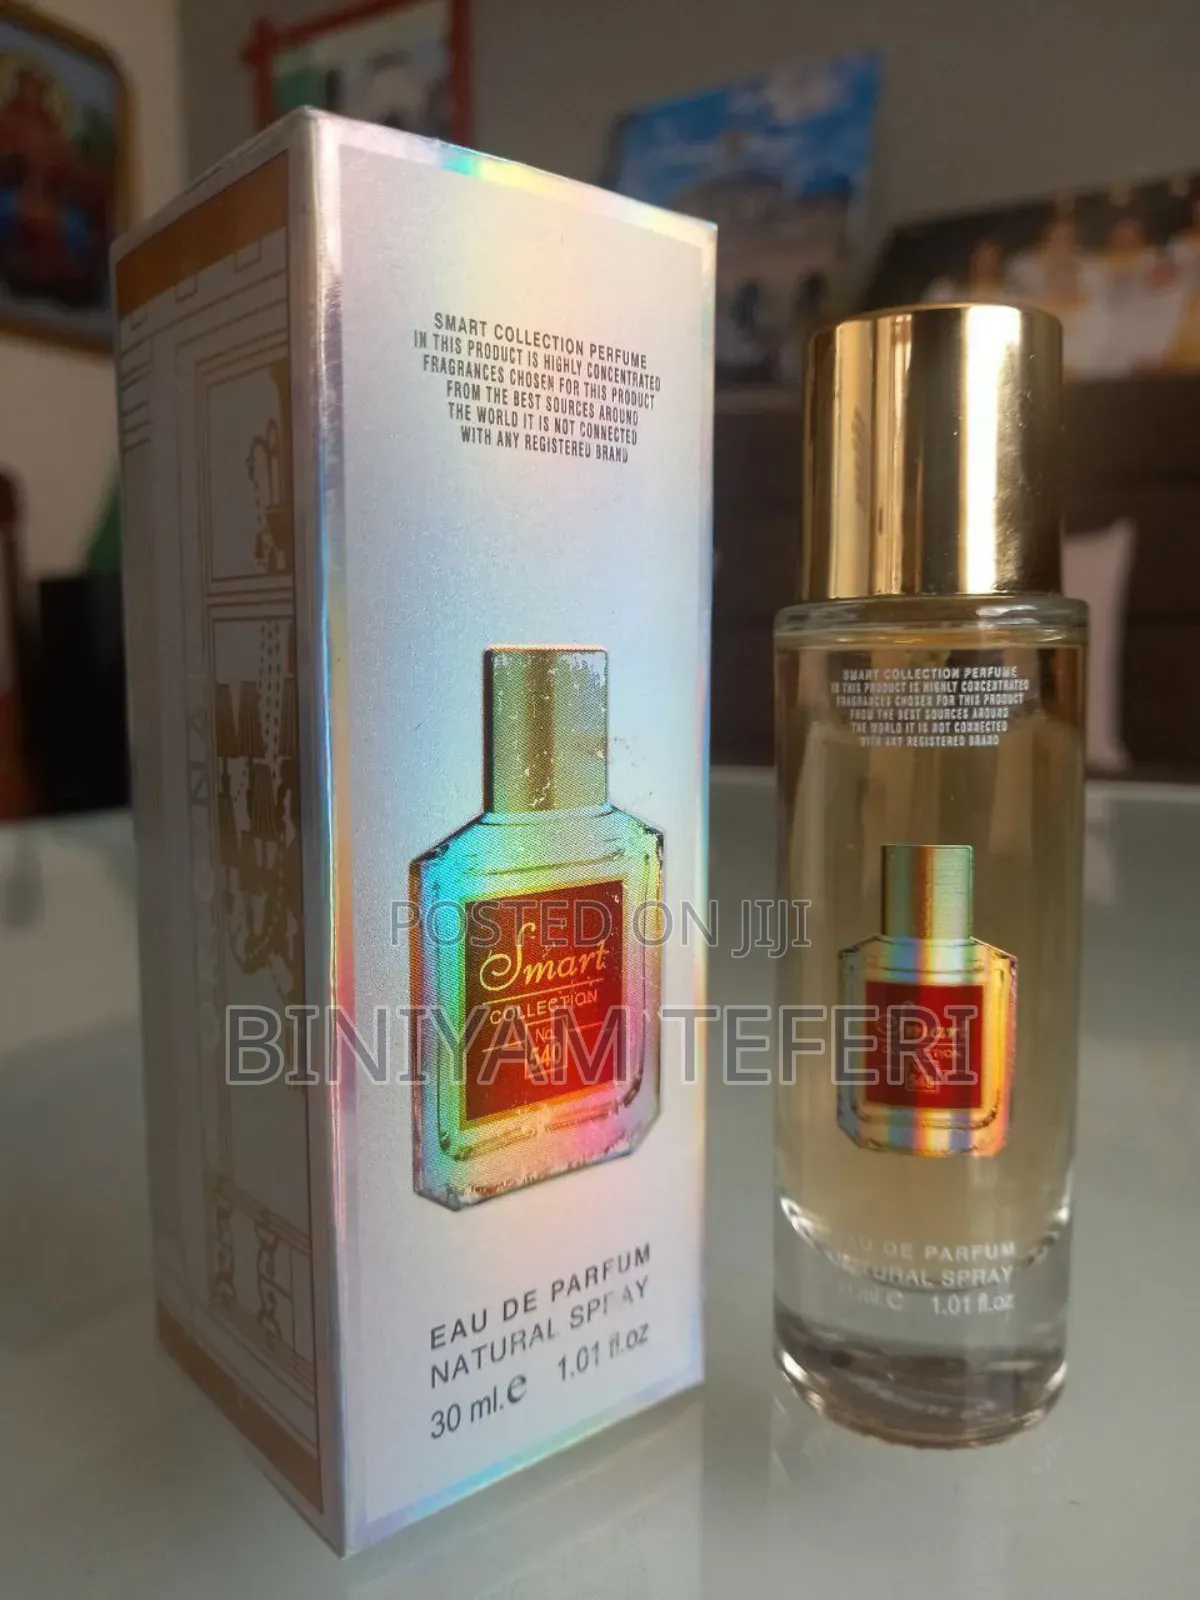 SMART COLLECTION PERFUME
IN THIS PRODUCT IS HIGHLY CONCENTRATED
FRAGRANCES CHOSEN FOR THIS PRODUCT
FROM THE BEST SOURCES AROUND
THE WORLD IT IS NOT CONNECTED
WITH ANY REGISTERED BRAND
Smart
COLLECTION
No.
540
EAU DE PARFUM
NATURAL SPRAY
30 ml.e 1.01 fl.oz
SMART COLLECTION PERFUME
IN THIS PRODUCT IS HIGHLY CONCENTRATED
FRAGRANCES CHOSEN FOR THIS PRODUCT
FROM THE BEST SOURCES AROUND
THE WORLD IT IS NOT CONNECTED
WITH ANY REGISTERED BRAND
Smart
540
EAU DE PARFUM
NATURAL SPRAY
ml.e 1.01 fl.oz
POSTED ON JIJI
BINIYAM TEFERI